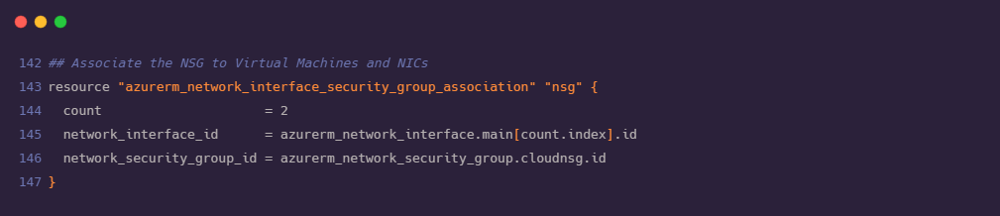 142 ## Associate the NSG to Virtual Machines and NICs
143 resource "azurerm_network_interface_security_group_association" "nsg" {
144   count                     = 2
145   network_interface_id      = azurerm_network_interface.main[count.index].id
146   network_security_group_id = azurerm_network_security_group.cloudnsg.id
147 }